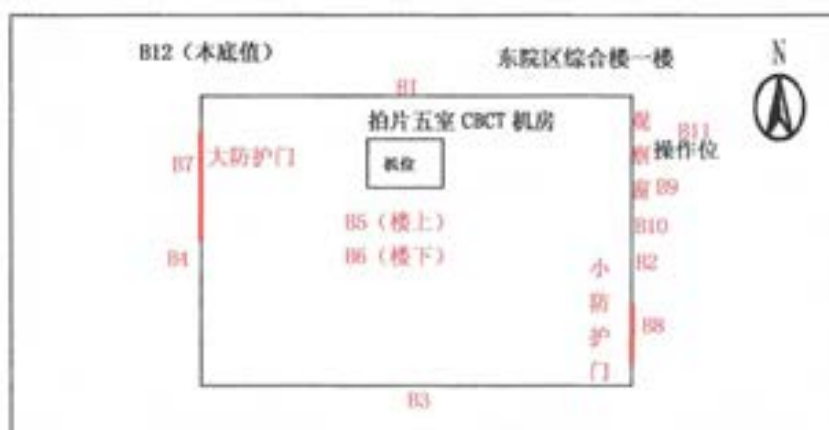 B12（本底值）
东院区综合楼一楼
N
B1
拍片五室 CBCT 机房
观察窗
B11
操作位
B7
大防护门
机位
B9
B5（楼上）
B10
B4
B6（楼下）
B2
小防护门
B8
B3